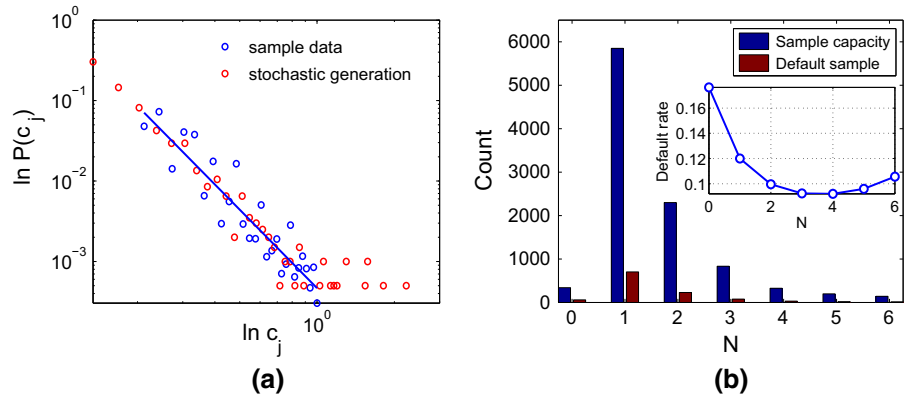 10^0
10^-1
10^-2
10^-3
ln P(c_j)
sample data
stochastic generation
10^0
ln c_j
(a)
6000
5000
4000
3000
2000
1000
0
Count
Sample capacity
Default sample
0.16
0.14
0.12
0.1
Default rate
0 2 4 6
N
0 1 2 3 4 5 6
N
(b)